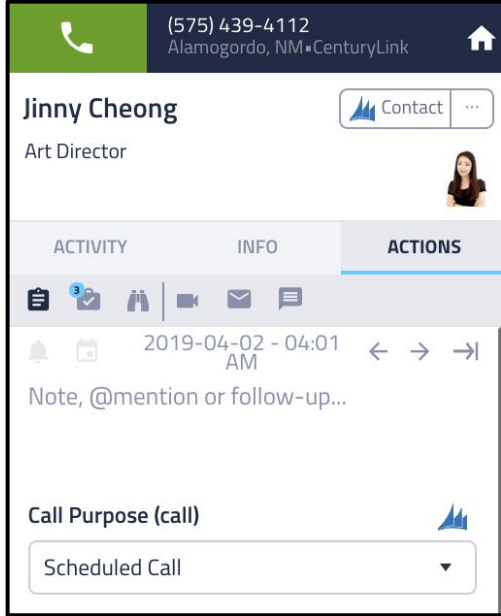 (575) 439-4112
Alamogordo, NM▪CenturyLink
Jinny Cheong
Contact ...
Art Director
ACTIVITY INFO ACTIONS
3
2019-04-02 - 04:01
AM
Note, @mention or follow-up...
Call Purpose (call)
Scheduled Call